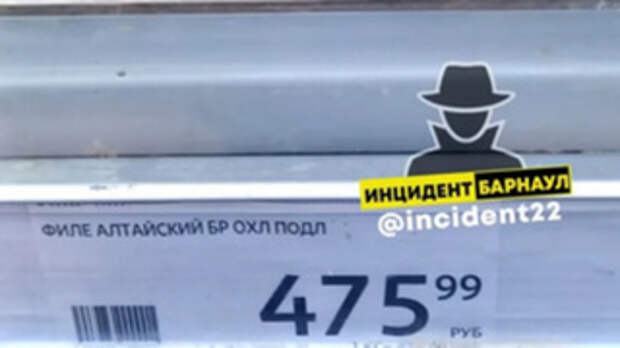 ИНЦИДЕНТ БАРНАУЛ
@incident22
ФИЛЕ АЛТАЙСКИЙ БР ОХЛ ПОДЛ
475 99
РУБ